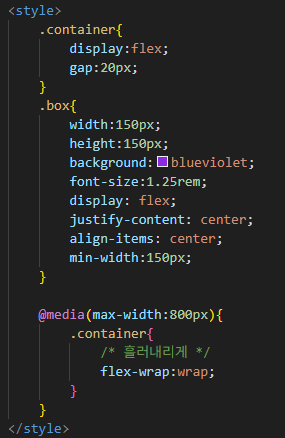 <style>
.container{
display:flex;
gap:20px;
}
.box{
width:150px;
height:150px;
background:blueviolet;
font-size:1.25rem;
display: flex;
justify-content: center;
align-items: center;
min-width:150px;
}
@media(max-width:800px){
.container{
/* 흘러내리게 */
flex-wrap:wrap;
}
}
</style>